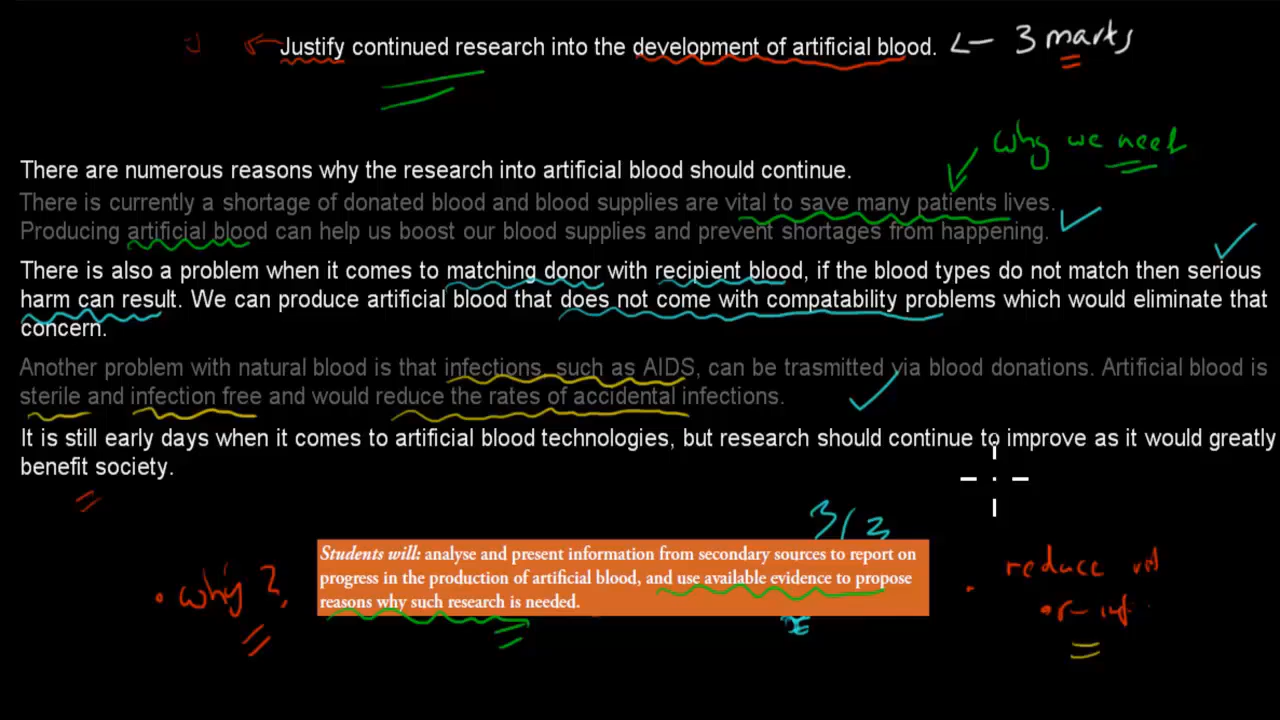 Justify continued research into the development of artificial blood. <- 3 marks
why we need
There are numerous reasons why the research into artificial blood should continue.
There is currently a shortage of donated blood and blood supplies are vital to save many patients lives.
Producing artificial blood can help us boost our blood supplies and prevent shortages from happening.
There is also a problem when it comes to matching donor with recipient blood, if the blood types do not match then serious
harm can result. We can produce artificial blood that does not come with compatability problems which would eliminate that
concern.
Another problem with natural blood is that infections, such as AIDS, can be trasmitted via blood donations. Artificial blood is
sterile and infection free and would reduce the rates of accidental infections.
It is still early days when it comes to artificial blood technologies, but research should continue to improve as it would greatly
benefit society.
3/3
Students will: analyse and present information from secondary sources to report on
progress in the production of artificial blood, and use available evidence to propose
reasons why such research is needed.
• why?
reduce